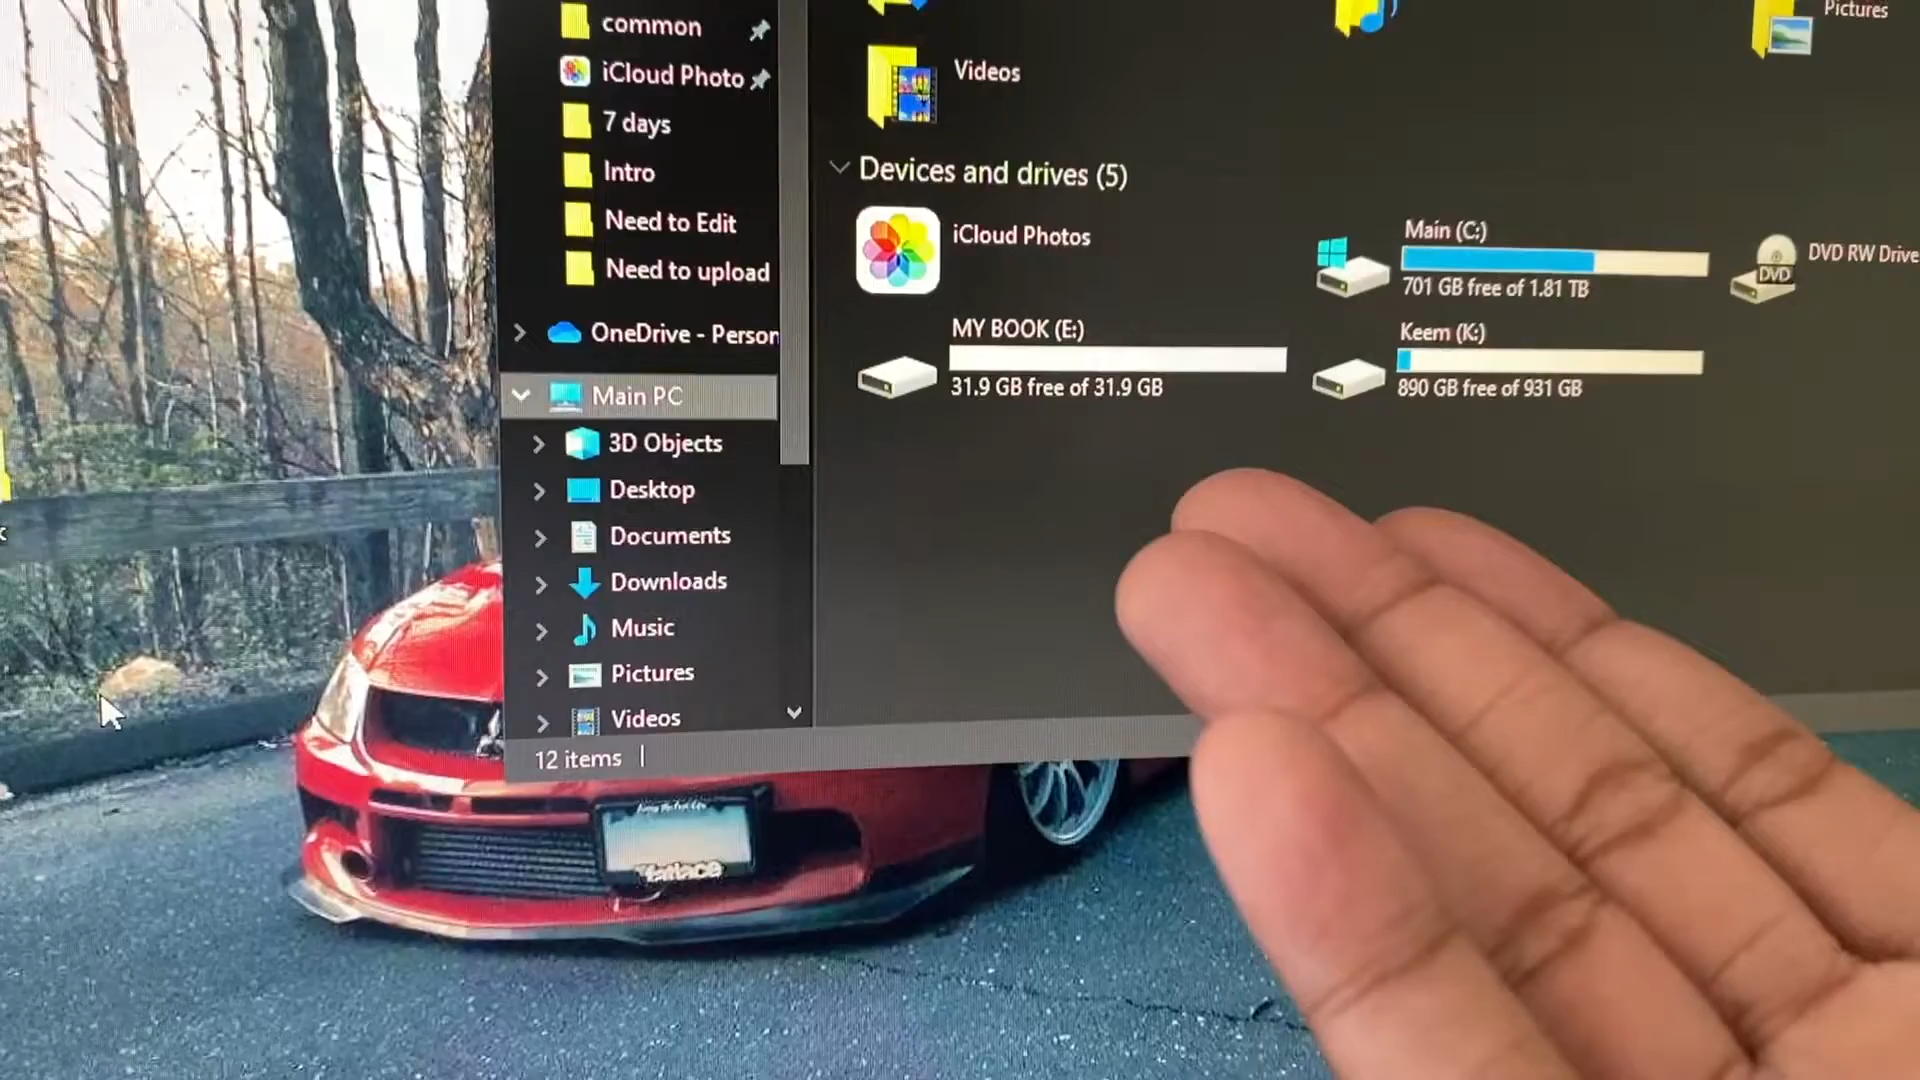 common
iCloud Photo
7 days
Intro
Need to Edit
Need to upload
OneDrive - Person
Main PC
3D Objects
Desktop
Documents
Downloads
Music
Pictures
Videos
12 items
Pictures
Videos
Devices and drives (5)
iCloud Photos
Main (C:)
701 GB free of 1.81 TB
DVD RW Drive
DVD
MY BOOK (E:)
31.9 GB free of 31.9 GB
Keem (K:)
890 GB free of 931 GB
fatlace